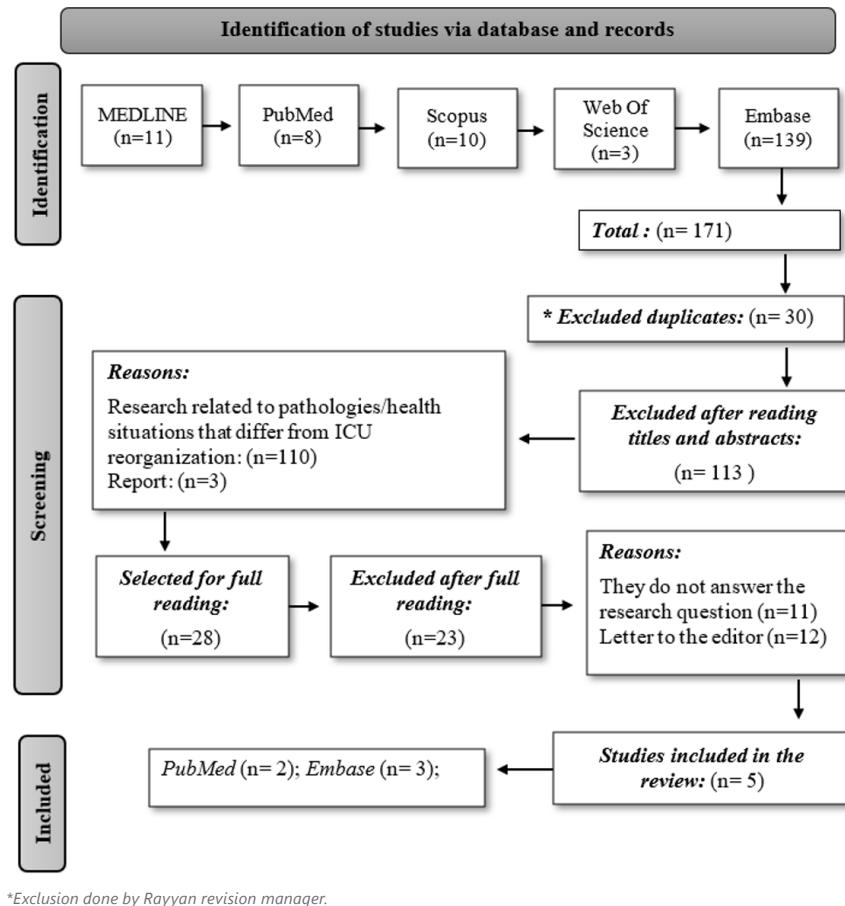 Identification of studies via database and records
Identification
MEDLINE
(n=11)
PubMed
(n=8)
Scopus
(n=10)
Web Of
Science
(n=3)
Embase
(n=139)
Total : (n= 171)
Screening
* Excluded duplicates: (n= 30)
Excluded after reading
titles and abstracts:
(n= 113 )
Reasons:
Research related to pathologies/health
situations that differ from ICU
reorganization: (n=110)
Report: (n=3)
Selected for full
reading:
(n=28)
Excluded after full
reading:
(n=23)
Reasons:
They do not answer the
research question (n=11)
Letter to the editor (n=12)
Included
Studies included in the
review: (n= 5)
PubMed (n= 2); Embase (n= 3);
*Exclusion done by Rayyan revision manager.